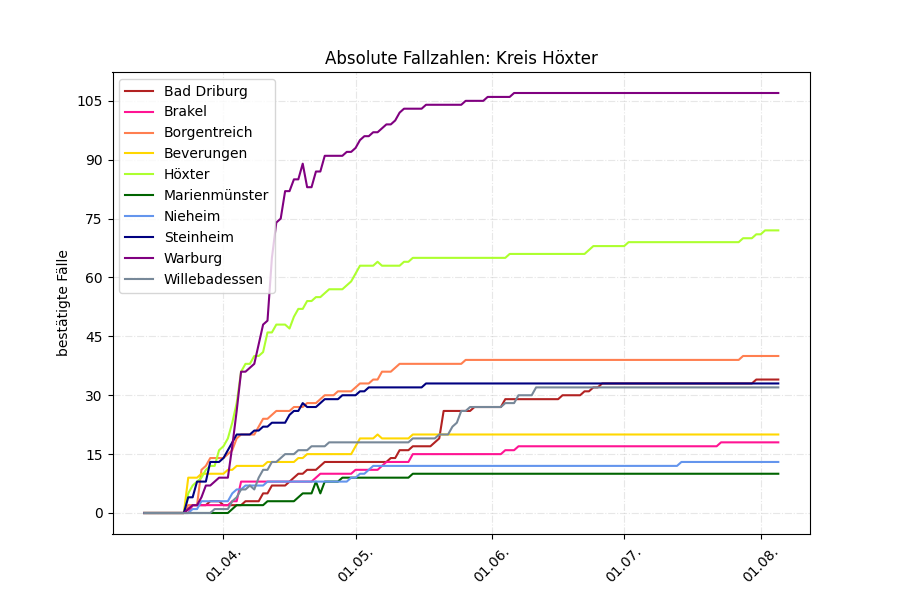 Absolute Fallzahlen: Kreis Höxter
bestätigte Fälle
105
90
75
60
45
30
15
0
Bad Driburg
Brakel
Borgentreich
Beverungen
Höxter
Marienmünster
Nieheim
Steinheim
Warburg
Willebadessen
01.04.
01.05.
01.06.
01.07.
01.08.